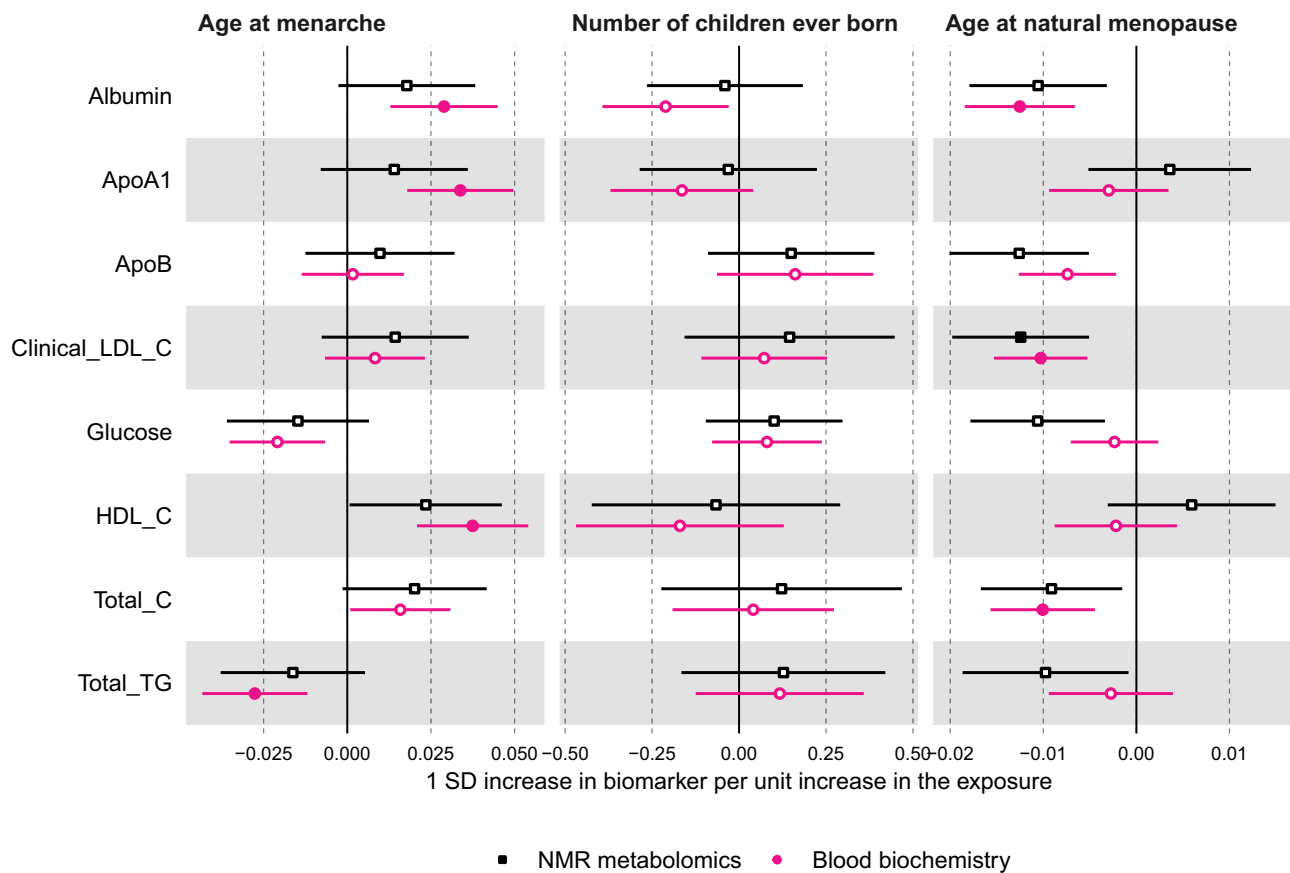 Age at menarche Number of children ever born Age at natural menopause
Albumin
ApoA1
ApoB
Clinical_LDL_C
Glucose
HDL_C
Total_C
Total_TG
−0.025 0.000 0.025 0.050 −0.50 −0.25 0.00 0.25 0.50 −0.02 −0.01 0.00 0.01
1 SD increase in biomarker per unit increase in the exposure
NMR metabolomics Blood biochemistry